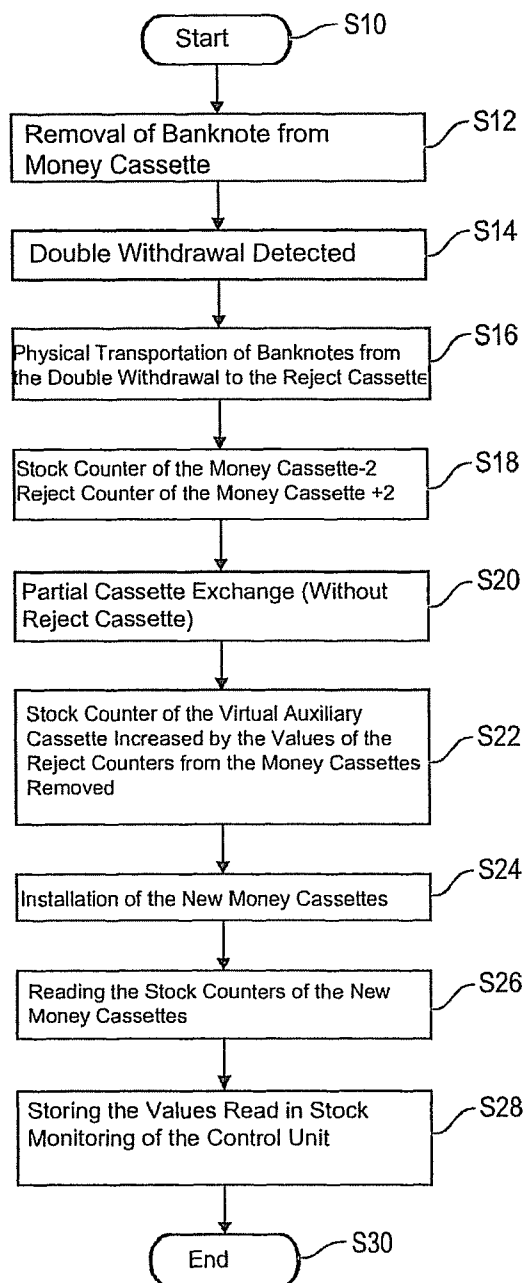 Start
S10
Removal of Banknote from
Money Cassette
S12
Double Withdrawal Detected
S14
Physical Transportation of Banknotes from
the Double Withdrawal to the Reject Cassette
S16
Stock Counter of the Money Cassette-2
Reject Counter of the Money Cassette +2
S18
Partial Cassette Exchange (Without
Reject Cassette)
S20
Stock Counter of the Virtual Auxiliary
Cassette Increased by the Values of the
Reject Counters from the Money Cassettes
Removed
S22
Installation of the New Money Cassettes
S24
Reading the Stock Counters of the New
Money Cassettes
S26
Storing the Values Read in Stock
Monitoring of the Control Unit
S28
End
S30